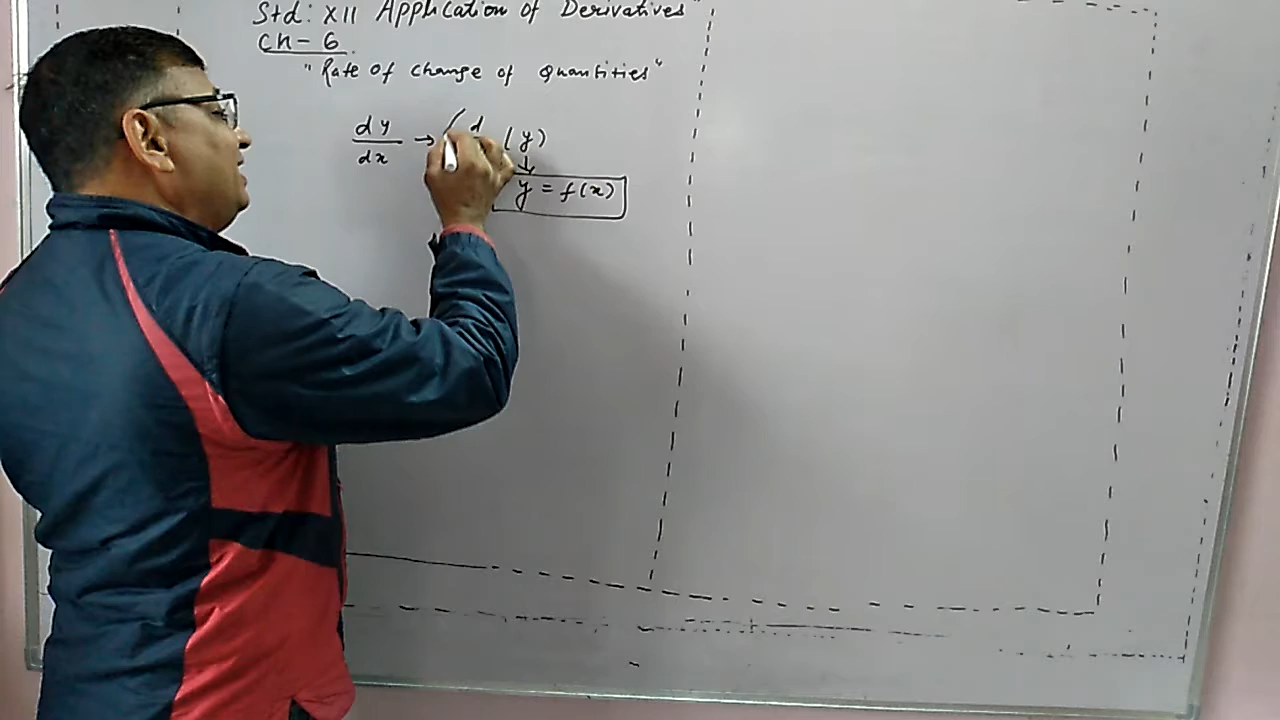 Std: XII Application of Derivatives"
Ch - 6
"Rate of Change of Quantities"
dy/dx → ( d (y)
↓
y = f(x)